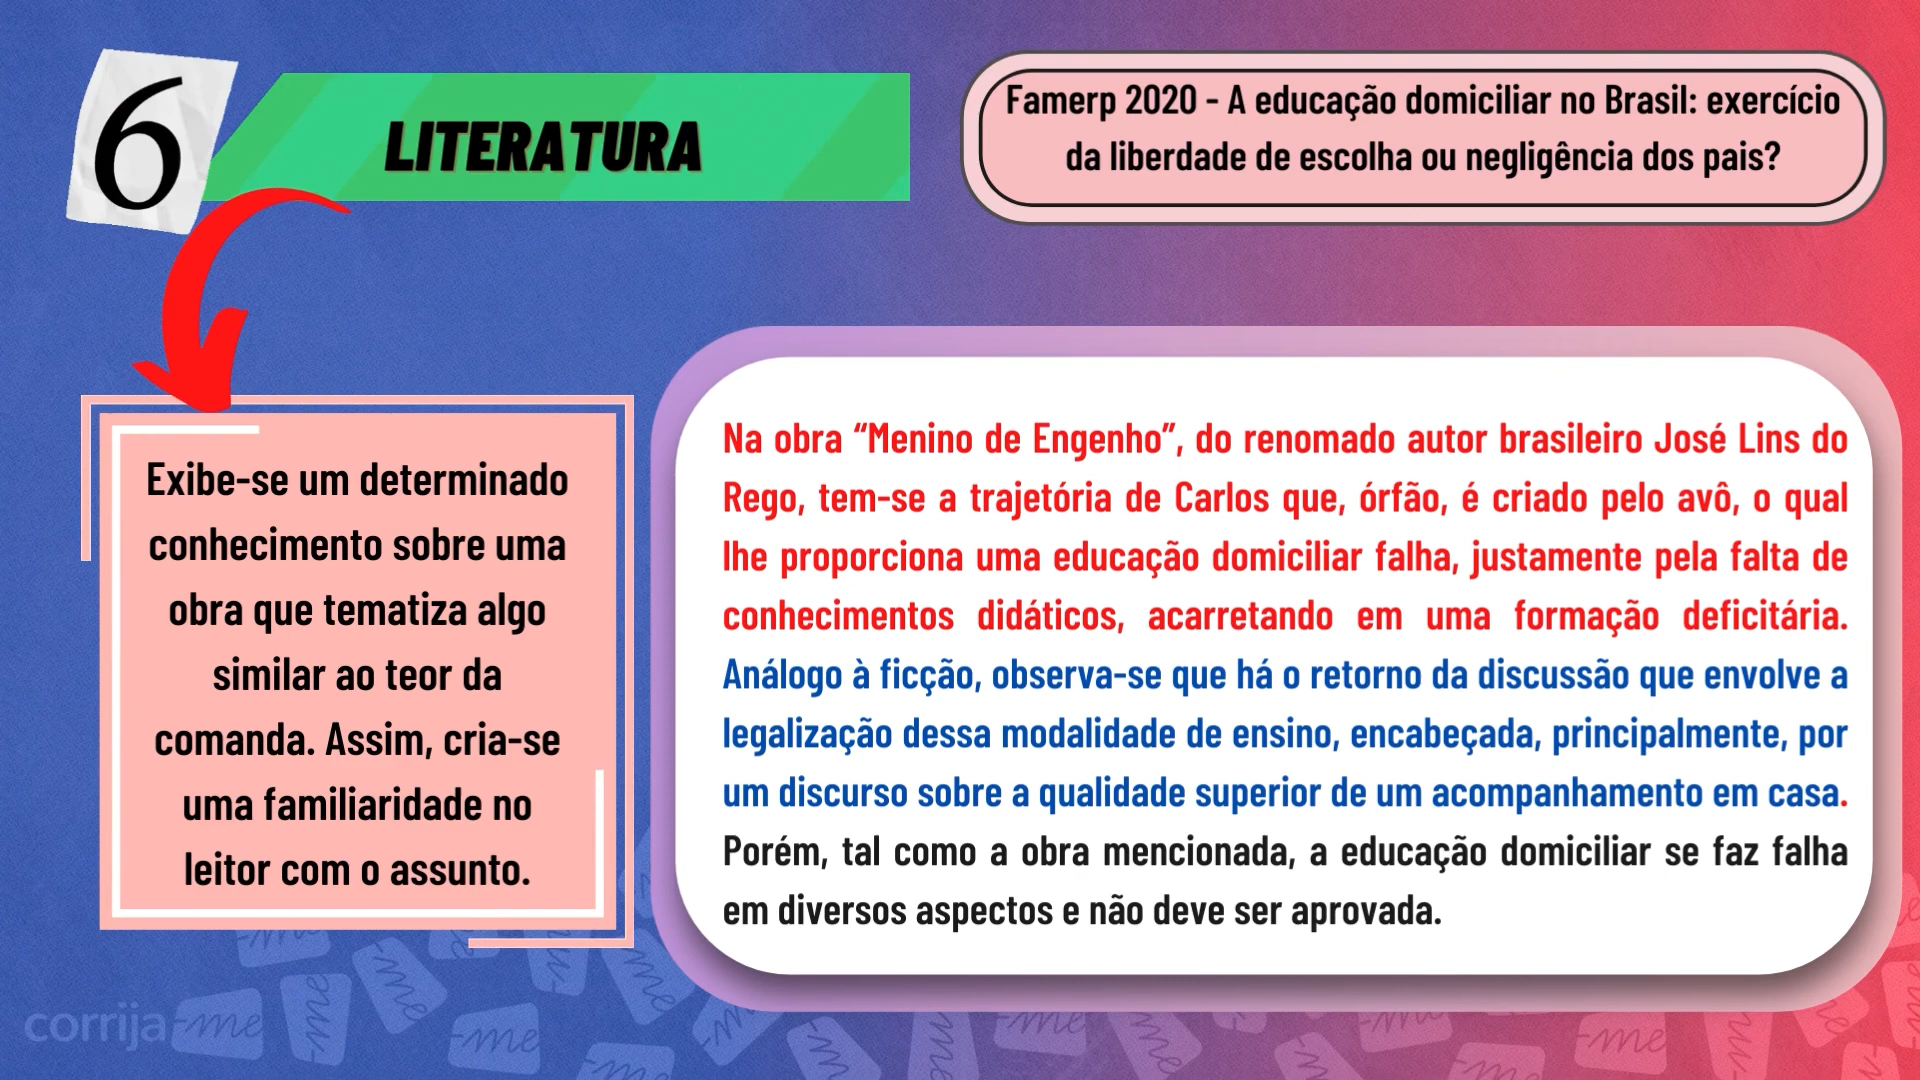 6
LITERATURA
Famerp 2020 - A educação domiciliar no Brasil: exercício
da liberdade de escolha ou negligência dos pais?
Exibe-se um determinado
conhecimento sobre uma
obra que tematiza algo
similar ao teor da
comanda. Assim, cria-se
uma familiaridade no
leitor com o assunto.
Na obra “Menino de Engenho”, do renomado autor brasileiro José Lins do
Rego, tem-se a trajetória de Carlos que, órfão, é criado pelo avô, o qual
lhe proporciona uma educação domiciliar falha, justamente pela falta de
conhecimentos didáticos, acarretando em uma formação deficitária.
Análogo à ficção, observa-se que há o retorno da discussão que envolve a
legalização dessa modalidade de ensino, encabeçada, principalmente, por
um discurso sobre a qualidade superior de um acompanhamento em casa.
Porém, tal como a obra mencionada, a educação domiciliar se faz falha
em diversos aspectos e não deve ser aprovada.
corrija-me